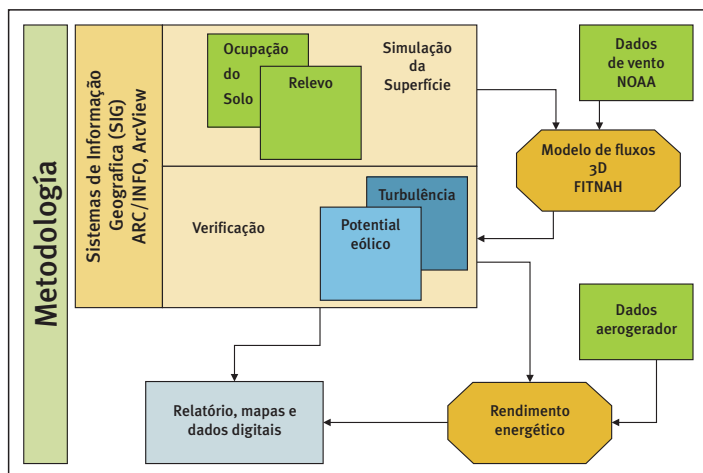 Metodología
Sistemas de Informação
Geografica (SIG)
ARC/INFO, ArcView
Ocupação
do
Solo
Relevo
Simulação
da
Superfície
Dados
de vento
NOAA
Modelo de fluxos
3D
FITNAH
Verificação
Turbulência
Potential
eólico
Dados
aerogerador
Relatório, mapas e
dados digitais
Rendimento
energético